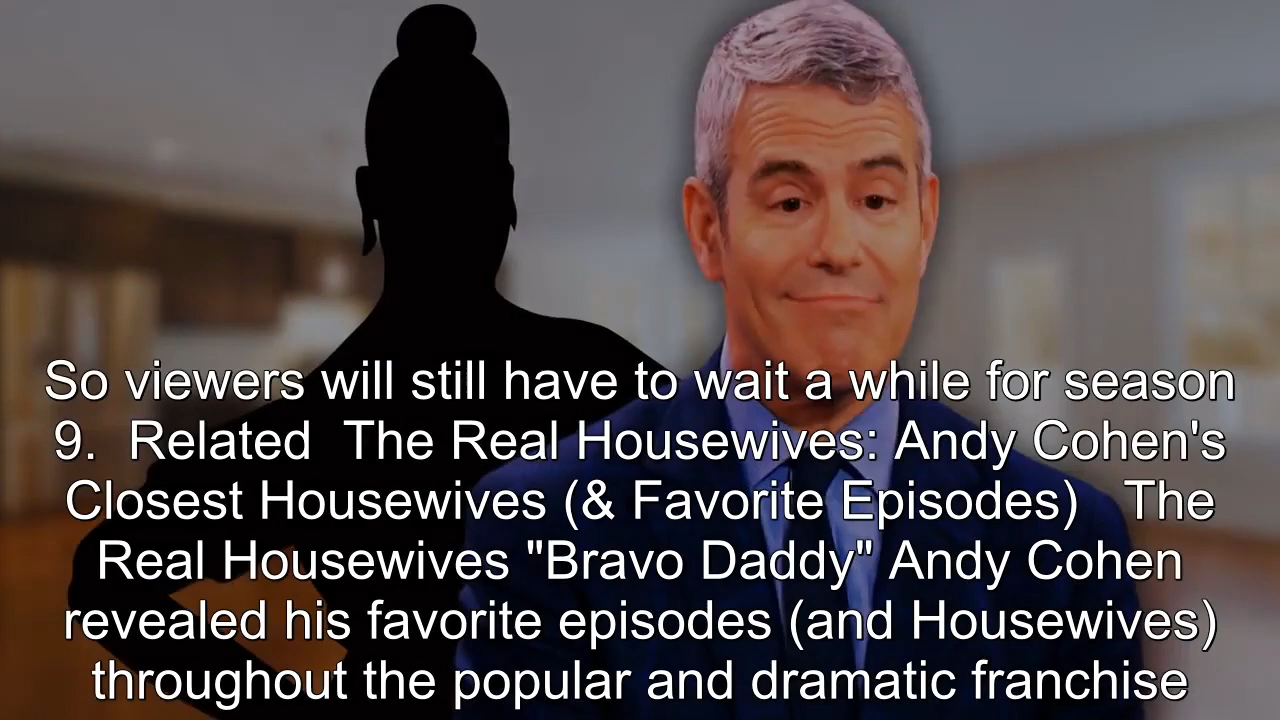 So viewers will still have to wait a while for season
9.  Related  The Real Housewives: Andy Cohen's
Closest Housewives (& Favorite Episodes)   The
Real Housewives "Bravo Daddy" Andy Cohen
revealed his favorite episodes (and Housewives)
throughout the popular and dramatic franchise